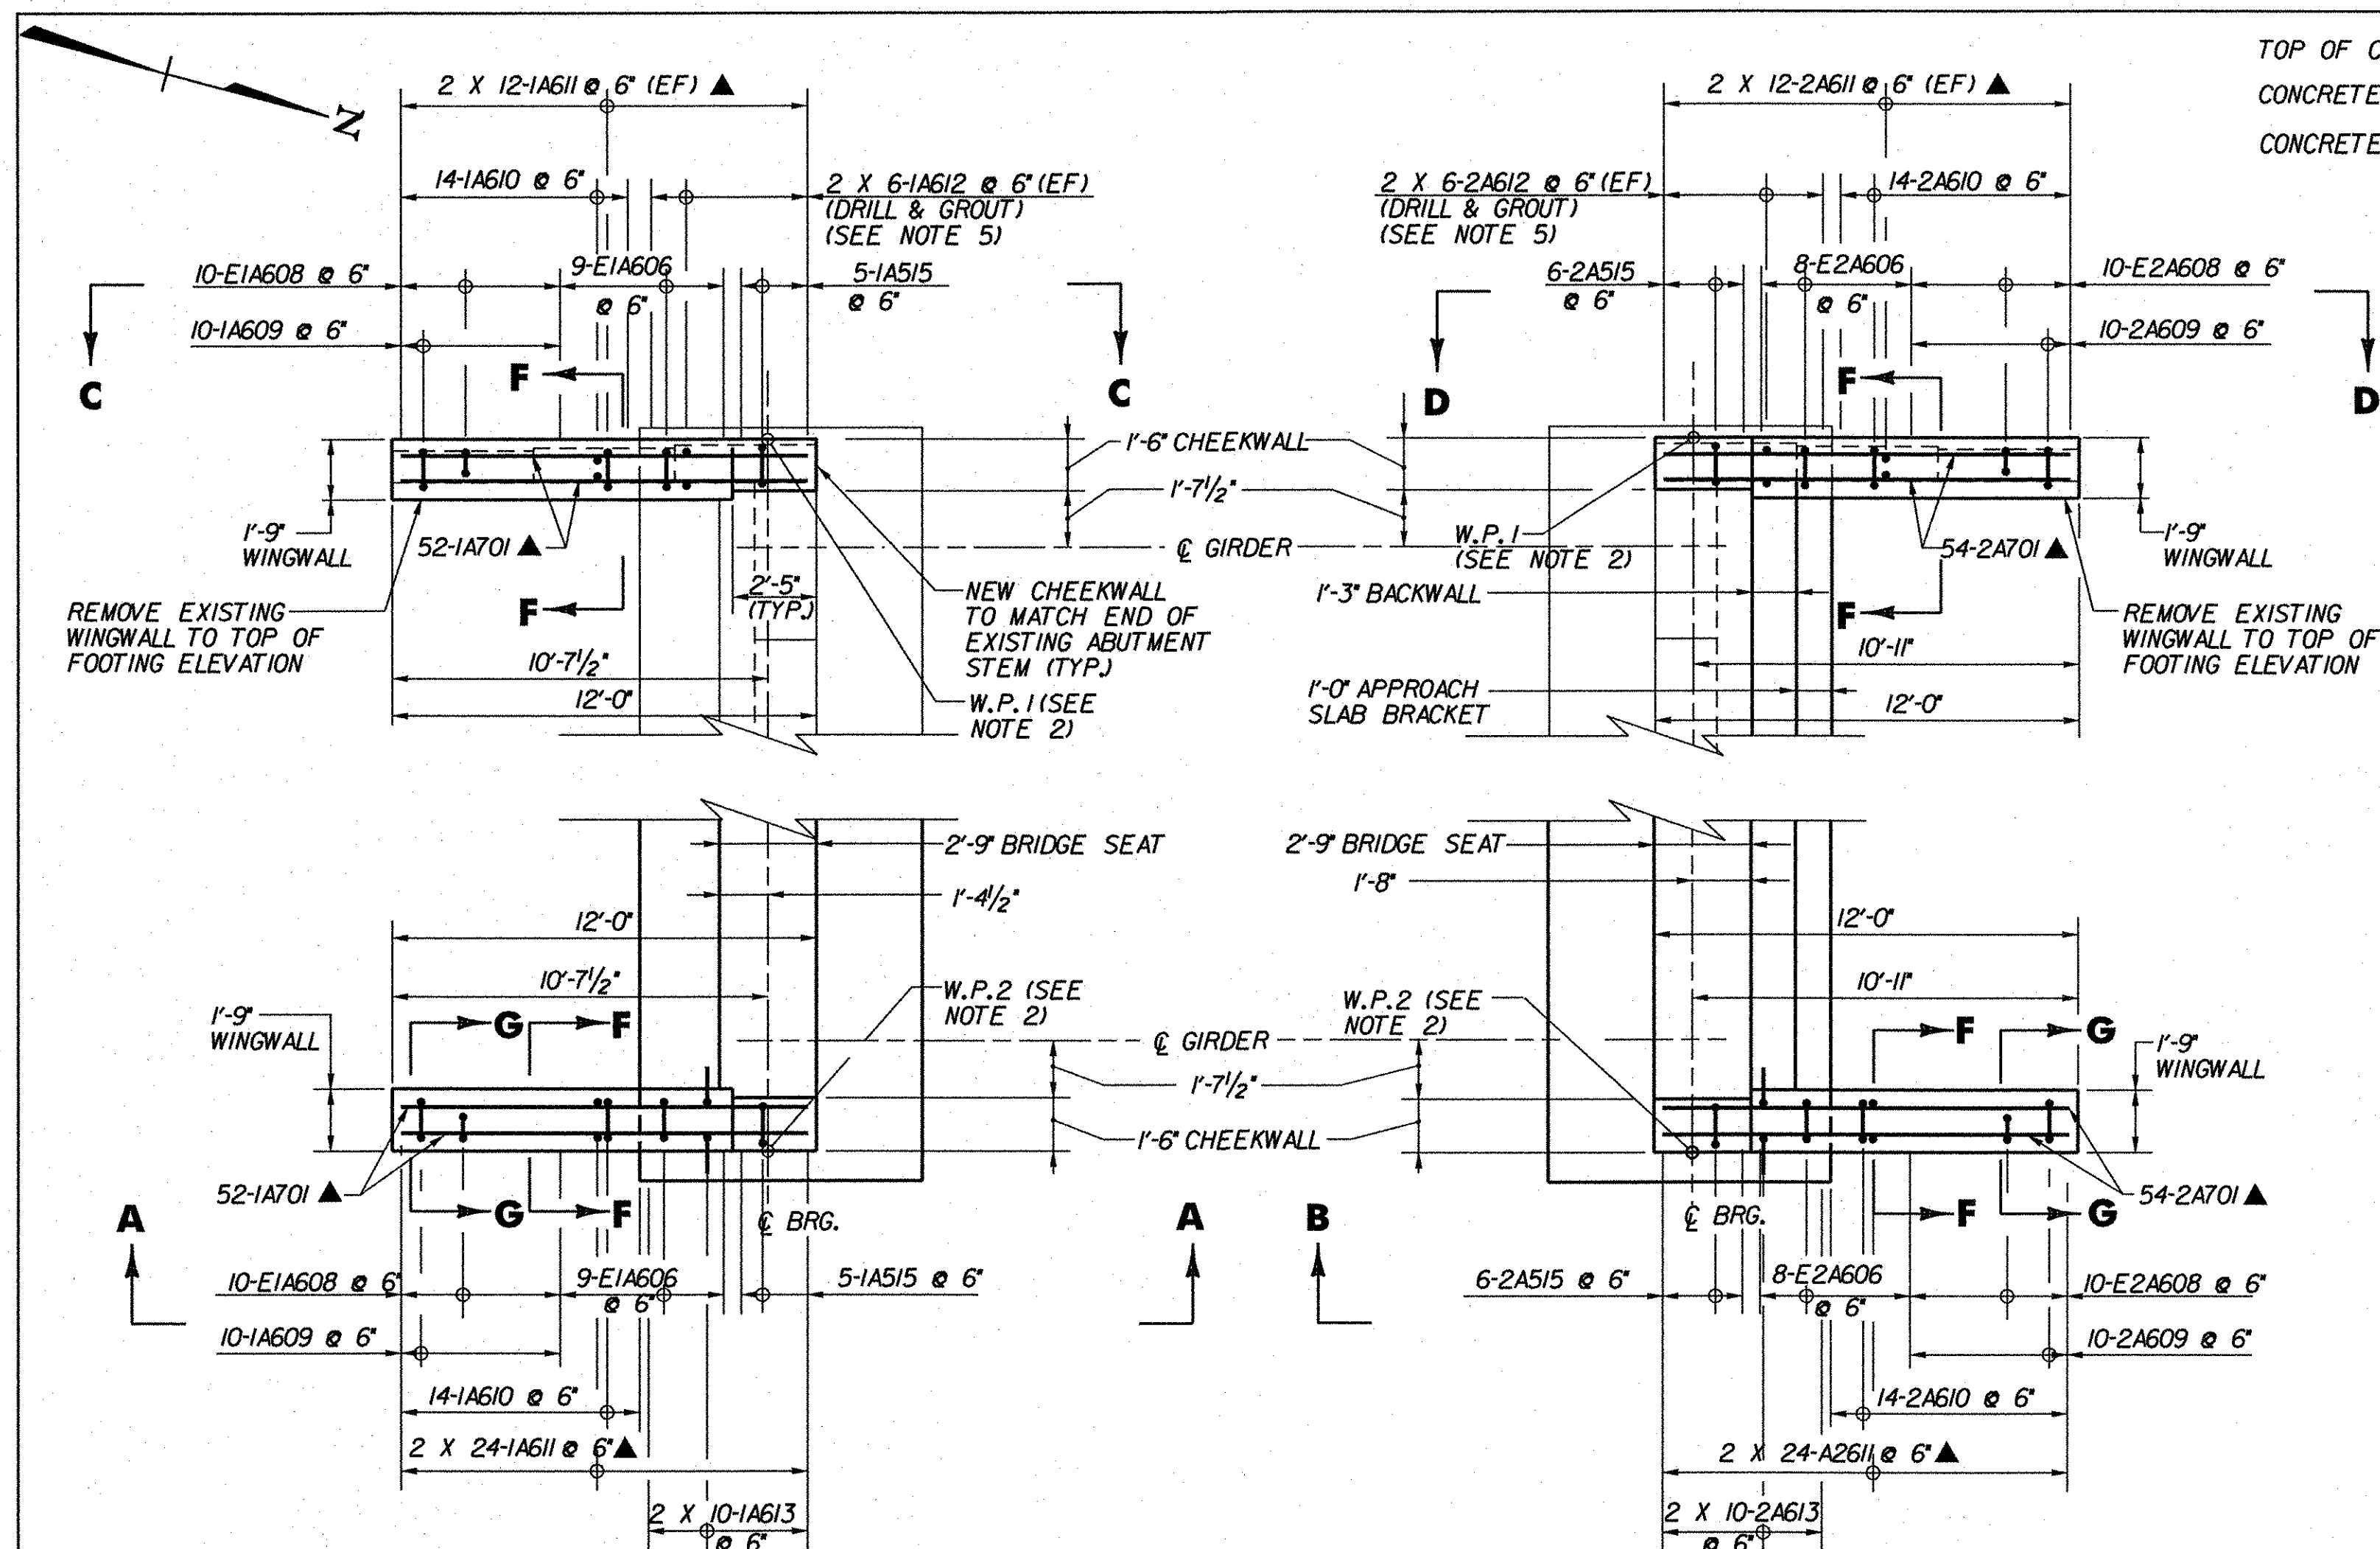 TOP OF C
CONCRETE
CONCRETE
N
2 X 12-1A611 @ 6" (EF) ▲
14-1A610 @ 6"
2 X 6-1A612 @ 6" (EF)
(DRILL & GROUT)
(SEE NOTE 5)
10-E1A608 @ 6"
9-E1A606
@ 6"
5-1A515
@ 6"
10-1A609 @ 6"
C
C
F
1'-9"
WINGWALL
52-1A701 ▲
F
REMOVE EXISTING
WINGWALL TO TOP OF
FOOTING ELEVATION
2'-5"
(TYP.)
10'-7 1/2"
12'-0"
NEW CHEEKWALL
TO MATCH END OF
EXISTING ABUTMENT
STEM (TYP.)
W.P.1 (SEE
NOTE 2)
1'-6" CHEEKWALL
1'-7 1/2"
℄ GIRDER
2 X 12-2A611 @ 6" (EF) ▲
2 X 6-2A612 @ 6" (EF)
(DRILL & GROUT)
(SEE NOTE 5)
14-2A610 @ 6"
6-2A515
@ 6"
8-E2A606
@ 6"
10-E2A608 @ 6"
10-2A609 @ 6"
D
D
F
W.P.1
(SEE NOTE 2)
54-2A701 ▲
1'-9"
WINGWALL
1'-3" BACKWALL
F
10'-11"
REMOVE EXISTING
WINGWALL TO TOP OF
FOOTING ELEVATION
1'-0" APPROACH
SLAB BRACKET
12'-0"
2'-9" BRIDGE SEAT
1'-4 1/2"
12'-0"
10'-7 1/2"
W.P.2 (SEE
NOTE 2)
1'-9"
WINGWALL
G
F
℄ GIRDER
1'-7 1/2"
1'-6" CHEEKWALL
52-1A701 ▲
G
F
A
℄ BRG.
A
10-E1A608 @ 6"
9-E1A606
@ 6"
5-1A515 @ 6"
10-1A609 @ 6"
14-1A610 @ 6"
2 X 24-1A611 @ 6" ▲
2 X 10-1A613
@ 6"
2'-9" BRIDGE SEAT
1'-8"
12'-0"
10'-11"
W.P.2 (SEE
NOTE 2)
F
G
1'-9"
WINGWALL
54-2A701 ▲
F
G
B
℄ BRG.
6-2A515 @ 6"
8-E2A606
@ 6"
10-E2A608 @ 6"
10-2A609 @ 6"
14-2A610 @ 6"
2 X 24-A2611 @ 6" ▲
2 X 10-2A613
@ 6"